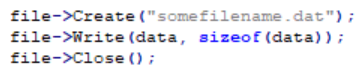 file->Create("somefilename.dat");
file->Write(data, sizeof(data));
file->Close();